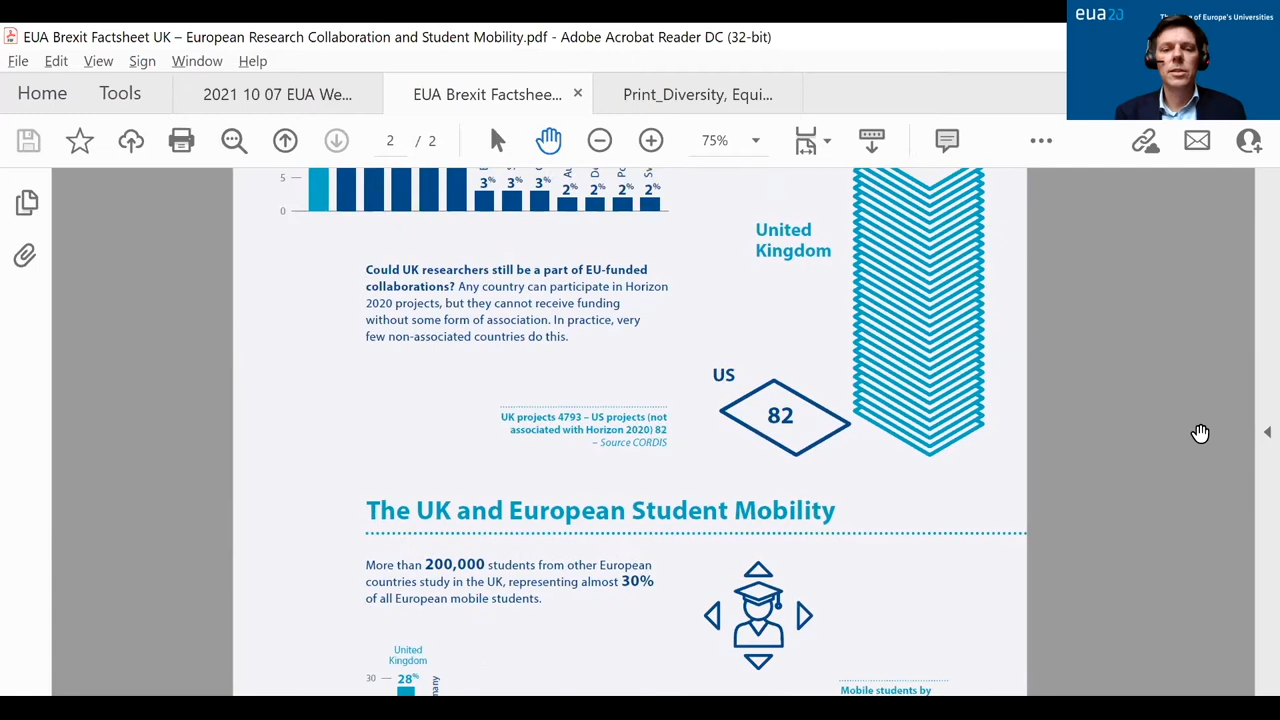 EUA Brexit Factsheet UK – European Research Collaboration and Student Mobility.pdf - Adobe Acrobat Reader DC (32-bit)
eua20
of Europe's Universities
File Edit View Sign Window Help
Home Tools 2021 10 07 EUA We... EUA Brexit Factshee... × Print_Diversity, Equi...
2 / 2 75%
5
3% 3% 3% 2% 2% 2% 2%
0
United
Kingdom
Could UK researchers still be a part of EU-funded
collaborations? Any country can participate in Horizon
2020 projects, but they cannot receive funding
without some form of association. In practice, very
few non-associated countries do this.
US
82
UK projects 4793 – US projects (not
associated with Horizon 2020) 82
– Source CORDIS
The UK and European Student Mobility
More than 200,000 students from other European
countries study in the UK, representing almost 30%
of all European mobile students.
United
Kingdom
30 28%
Mobile students by